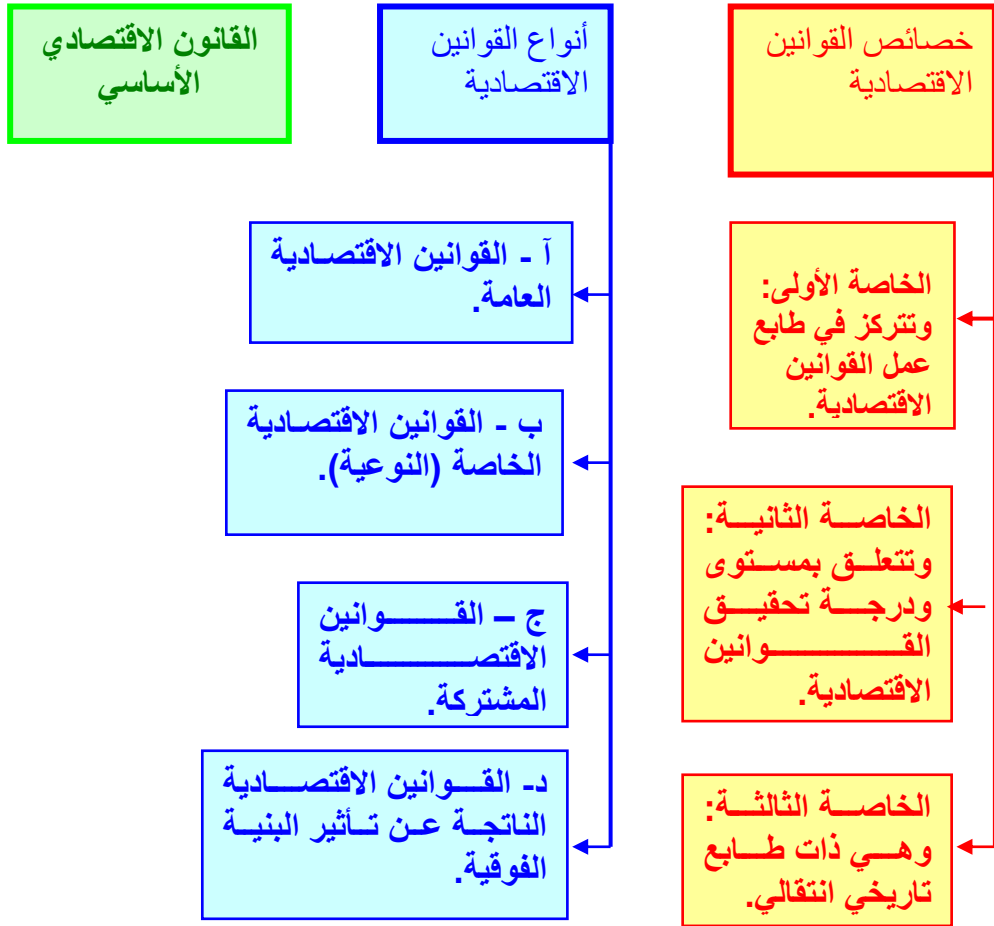 خصائص القوانين
الاقتصادية
الخاصة الأولى:
وتتركز في طابع
عمل القوانين
الاقتصادية.
الخاصة الثانية:
وتتعلق بمستوى
ودرجة تحقيق
القوانين
الاقتصادية.
الخاصة الثالثة:
وهي ذات طابع
تاريخي انتقالي.
أنواع القوانين
الاقتصادية
آ - القوانين الاقتصادية
العامة.
ب - القوانين الاقتصادية
الخاصة (النوعية).
ج – القوانين
الاقتصادية
المشتركة.
د- القوانين الاقتصادية
الناتجة عن تأثير البنية
الفوقية.
القانون الاقتصادي
الأساسي